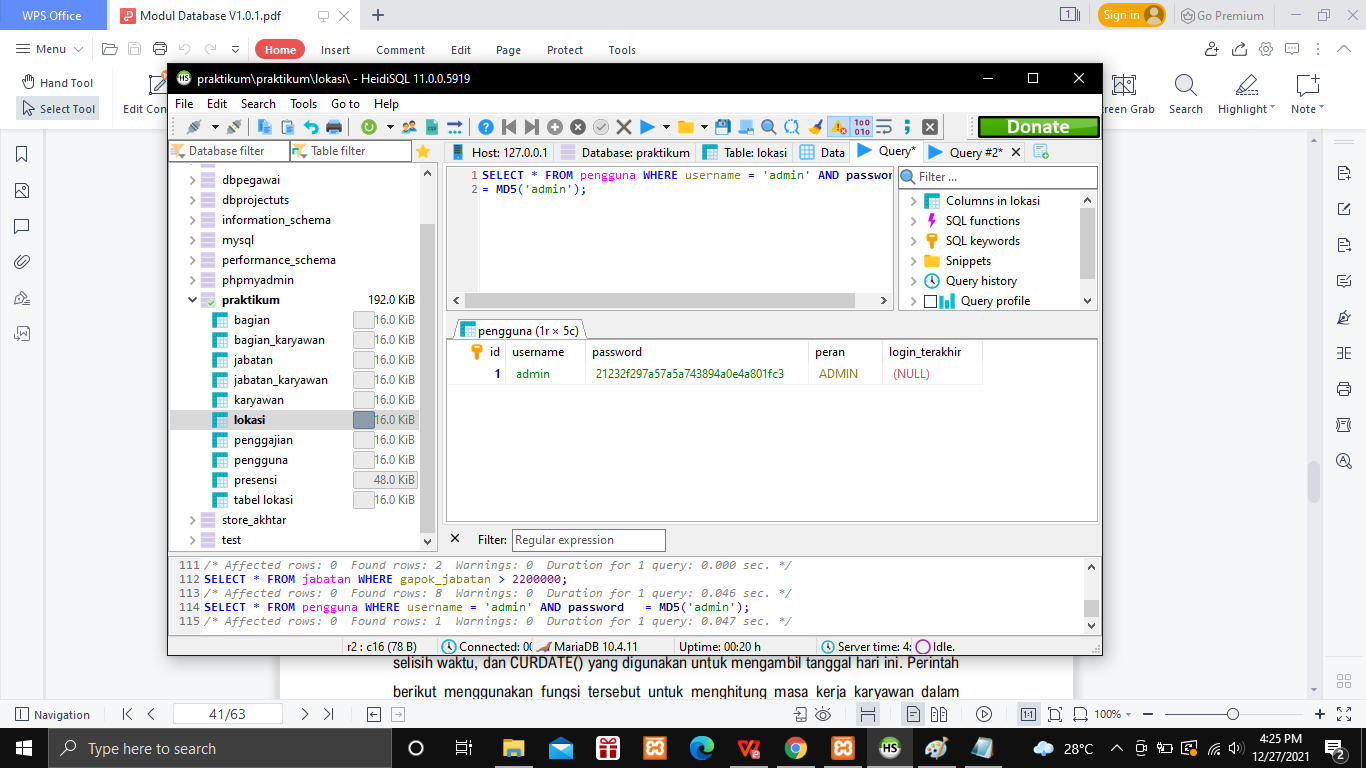 WPS Office
Modul Database V1.0.1.pdf
1
Sign in
Go Premium
Menu
Home
Insert
Comment
Edit
Page
Protect
Tools
Hand Tool
Select Tool
Edit Con
reen Grab
Search
Highlight
Note
HS praktikum\praktikum\lokasi\ - HeidiSQL 11.0.0.5919
File Edit Search Tools Go to Help
Donate
Database filter
Table filter
Host: 127.0.0.1
Database: praktikum
Table: lokasi
Data
Query*
Query #2*
dbpegawai
dbprojectuts
information_schema
mysql
performance_schema
phpmyadmin
praktikum 192.0 KiB
bagian 16.0 KiB
bagian_karyawan 16.0 KiB
jabatan 16.0 KiB
jabatan_karyawan 16.0 KiB
karyawan 16.0 KiB
lokasi 16.0 KiB
penggajian 16.0 KiB
pengguna 16.0 KiB
presensi 48.0 KiB
tabel lokasi 16.0 KiB
store_akhtar
test
1 SELECT * FROM pengguna WHERE username = 'admin' AND passwor
2 = MD5('admin');
Filter ...
Columns in lokasi
SQL functions
SQL keywords
Snippets
Query history
Query profile
pengguna (1r × 5c)
id username password peran login_terakhir
1 admin 21232f297a57a5a743894a0e4a801fc3 ADMIN (NULL)
Filter: Regular expression
111 /* Affected rows: 0 Found rows: 2 Warnings: 0 Duration for 1 query: 0.000 sec. */
112 SELECT * FROM jabatan WHERE gapok_jabatan > 2200000;
113 /* Affected rows: 0 Found rows: 8 Warnings: 0 Duration for 1 query: 0.046 sec. */
114 SELECT * FROM pengguna WHERE username = 'admin' AND password   = MD5('admin');
115 /* Affected rows: 0 Found rows: 1 Warnings: 0 Duration for 1 query: 0.047 sec. */
r2 : c16 (78 B)
Connected: 00
MariaDB 10.4.11
Uptime: 00:20 h
Server time: 4:
Idle.
selisih waktu, dan CURDATE() yang digunakan untuk mengambil tanggal hari ini. Perintah
berikut menggunakan fungsi tersebut untuk menghitung masa kerja karyawan dalam
Navigation
41/63
1:1
100%
Type here to search
HS
28°C
4:25 PM
12/27/2021
2